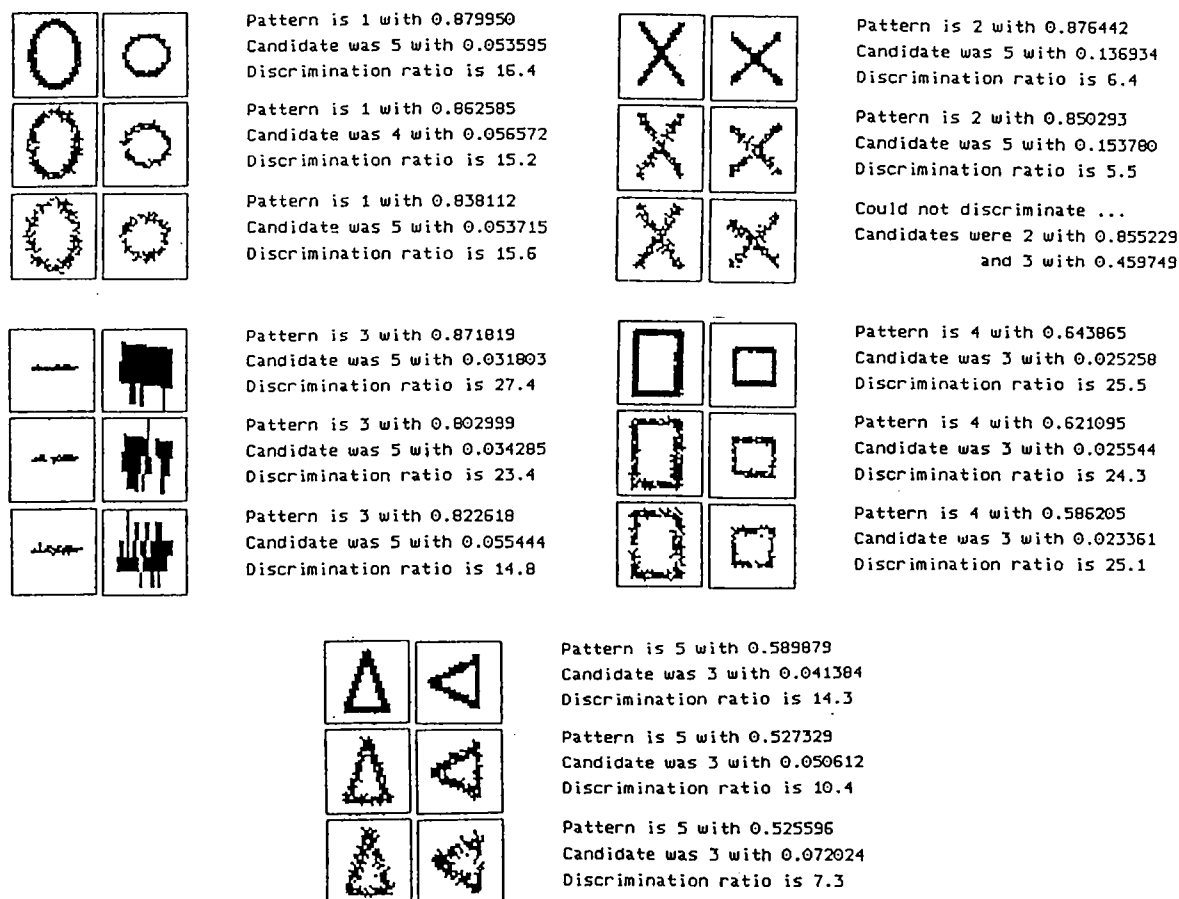 Pattern is 1 with 0.879950
Candidate was 5 with 0.053595
Discrimination ratio is 16.4
Pattern is 1 with 0.862585
Candidate was 4 with 0.056572
Discrimination ratio is 15.2
Pattern is 1 with 0.838112
Candidate was 5 with 0.053715
Discrimination ratio is 15.6
Pattern is 2 with 0.876442
Candidate was 5 with 0.136934
Discrimination ratio is 6.4
Pattern is 2 with 0.850293
Candidate was 5 with 0.153780
Discrimination ratio is 5.5
Could not discriminate ...
Candidates were 2 with 0.855229
and 3 with 0.459749
Pattern is 3 with 0.871819
Candidate was 5 with 0.031803
Discrimination ratio is 27.4
Pattern is 3 with 0.802999
Candidate was 5 with 0.034285
Discrimination ratio is 23.4
Pattern is 3 with 0.822618
Candidate was 5 with 0.055444
Discrimination ratio is 14.8
Pattern is 4 with 0.643865
Candidate was 3 with 0.025258
Discrimination ratio is 25.5
Pattern is 4 with 0.621095
Candidate was 3 with 0.025544
Discrimination ratio is 24.3
Pattern is 4 with 0.586205
Candidate was 3 with 0.023361
Discrimination ratio is 25.1
Pattern is 5 with 0.589879
Candidate was 3 with 0.041384
Discrimination ratio is 14.3
Pattern is 5 with 0.527329
Candidate was 3 with 0.050612
Discrimination ratio is 10.4
Pattern is 5 with 0.525596
Candidate was 3 with 0.072024
Discrimination ratio is 7.3